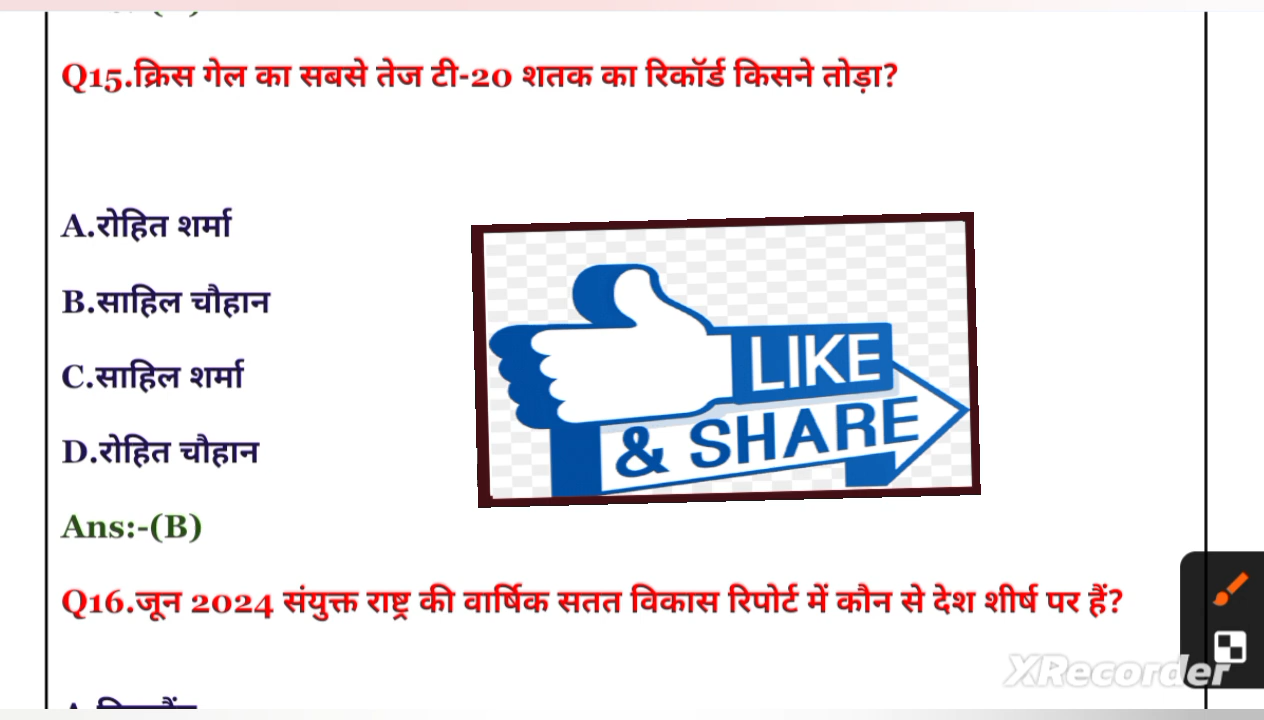 Q15.क्रिस गेल का सबसे तेज टी-20 शतक का रिकॉर्ड किसने तोड़ा?
A.रोहित शर्मा
B.साहिल चौहान
C.साहिल शर्मा
D.रोहित चौहान
LIKE
& SHARE
Ans:-(B)
Q16.जून 2024 संयुक्त राष्ट्र की वार्षिक सतत विकास रिपोर्ट में कौन से देश शीर्ष पर हैं?
XRecorder